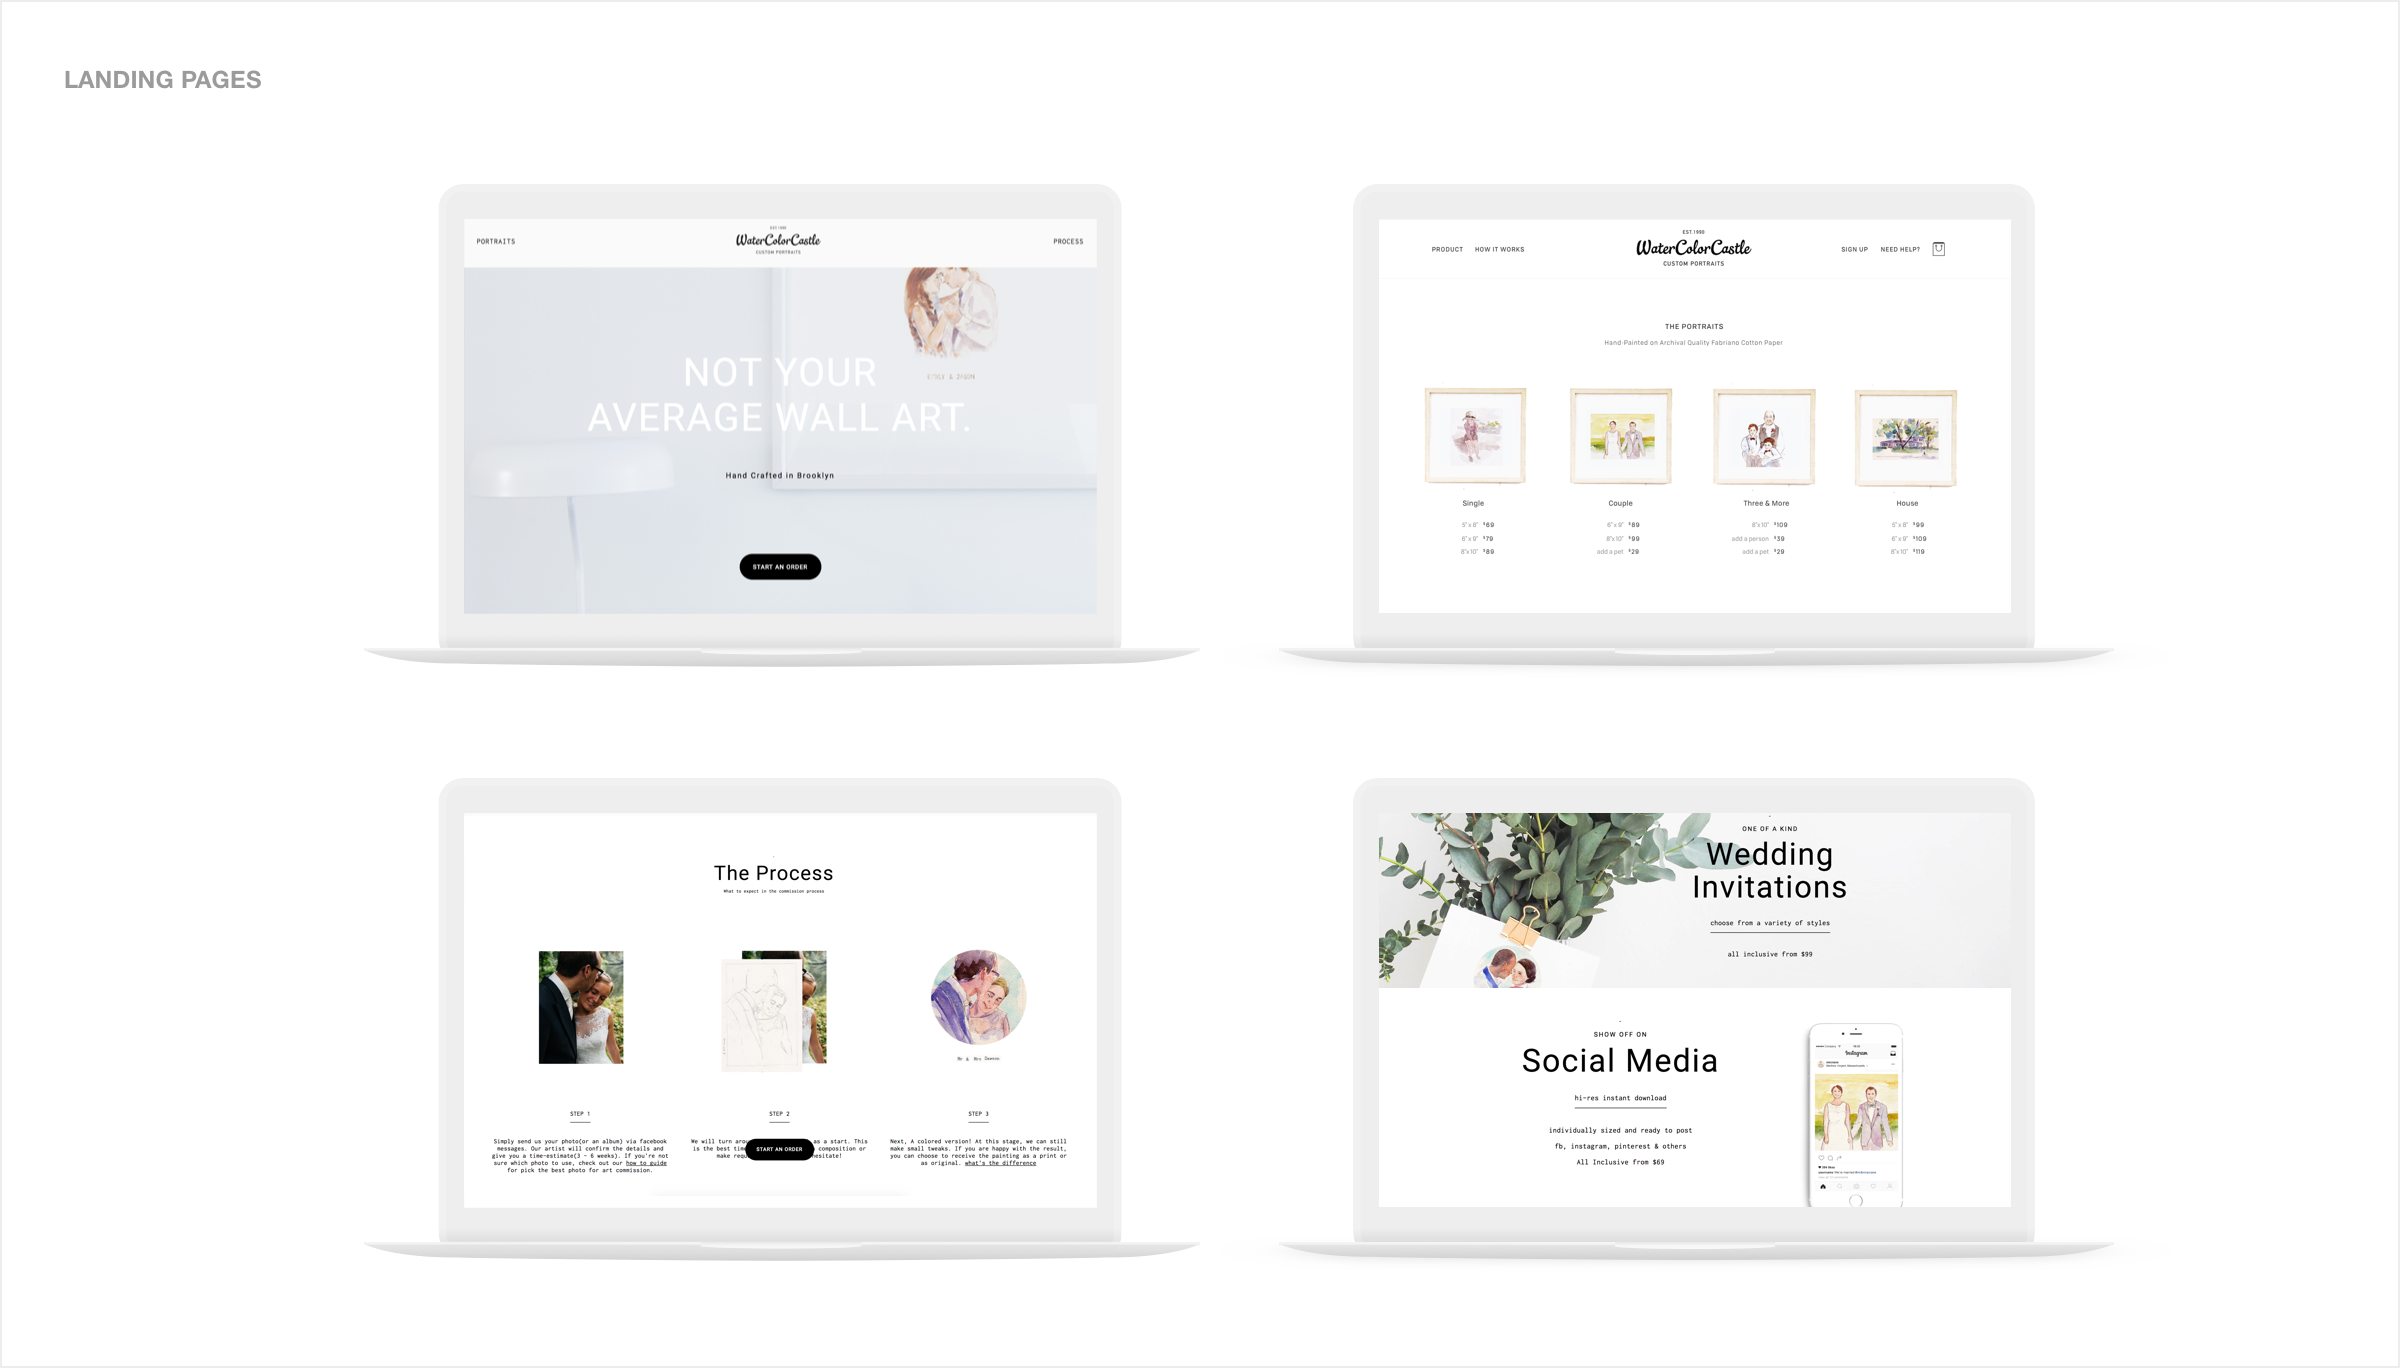 LANDING PAGES
PORTRAITS
EST.1990
WaterColorCastle
CUSTOM PORTRAITS
PROCESS
NOT YOUR
AVERAGE WALL ART.
EMILY & JASON
Hand Crafted in Brooklyn
START AN ORDER
PRODUCT HOW IT WORKS
EST.1990
WaterColorCastle
CUSTOM PORTRAITS
SIGN UP NEED HELP?
THE PORTRAITS
Hand-Painted on Archival Quality Fabriano Cotton Paper
Single
5"x 8" $69
6"x 9" $79
8"x 10" $89
Couple
6"x 9" $89
8"x 10" $99
add a pet $29
Three & More
8"x 10" $109
add a person $39
add a pet $29
House
5"x 8" $99
6"x 9" $109
8"x 10" $119
The Process
What to expect in the commission process
Mr & Mrs Dawson
STEP 1
Simply send us your photo(or an album) via facebook
messages. Our artist will confirm the details and
give you a time-estimate(3 - 6 weeks). If you're not
sure which photo to use, check out our how to guide
for pick the best photo for art commission.
STEP 2
We will turn as a start. This
is the best composition or
make
START AN ORDER
STEP 3
Next, A colored version! At this stage, we can still
make small tweaks. If you are happy with the result,
you can choose to receive the painting as a print or
as original. what's the difference
ONE OF A KIND
Wedding
Invitations
choose from a variety of styles
all inclusive from $99
SHOW OFF ON
Social Media
hi-res instant download
individually sized and ready to post
fb, instagram, pinterest & others
All Inclusive from $69
Instagram